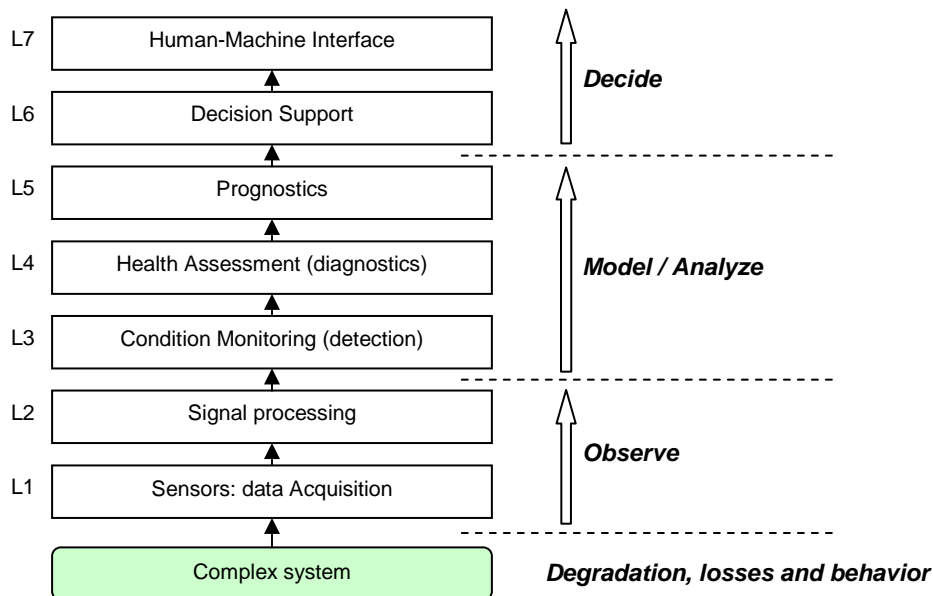 L7
Human-Machine Interface
Decide
L6
Decision Support
L5
Prognostics
L4
Health Assessment (diagnostics)
Model / Analyze
L3
Condition Monitoring (detection)
L2
Signal processing
Observe
L1
Sensors: data Acquisition
Complex system
Degradation, losses and behavior